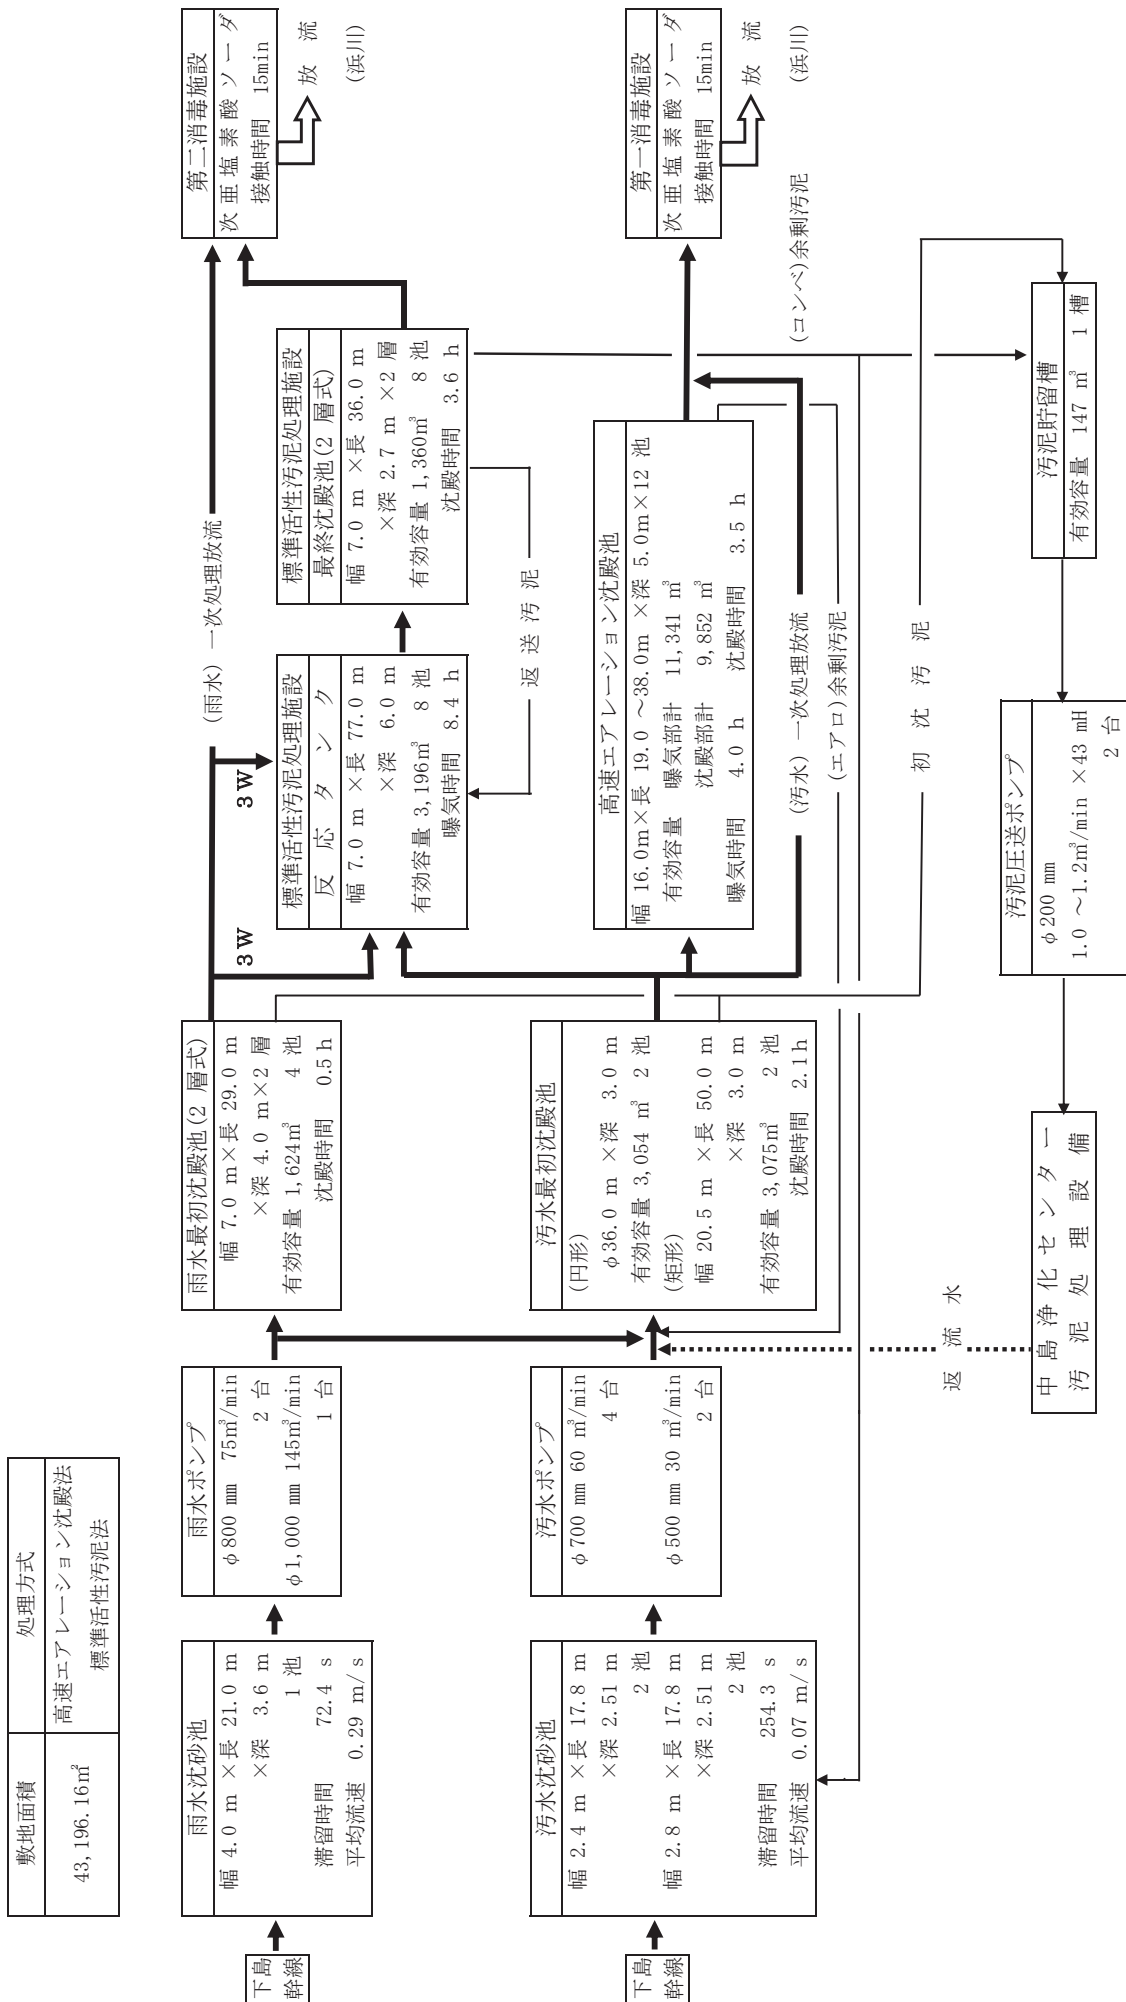 敷地面積
処理方式
43,196.16㎡
高速エアレーション沈殿法
標準活性汚泥法
下島
幹線
雨水沈砂池
幅 4.0 m ×長 21.0 m
×深 3.6 m
1 池
滞留時間 72.4 s
平均流速 0.29 m/s
雨水ポンプ
φ800 mm 75㎥/min
2 台
φ1,000 mm 145㎥/min
1 台
雨水最初沈殿池(2 層式)
幅 7.0 m×長 29.0 m
×深 4.0 m×2 層
有効容量 1,624㎥ 4 池
沈殿時間 0.5 h
3W
3W
(雨水) 一次処理放流
標準活性汚泥処理施設
反応タンク
幅 7.0 m ×長 77.0 m
×深 6.0 m
有効容量 3,196㎥ 8 池
曝気時間 8.4 h
標準活性汚泥処理施設
最終沈殿池(2 層式)
幅 7.0 m ×長 36.0 m
×深 2.7 m ×2 層
有効容量 1,360㎥ 8 池
沈殿時間 3.6 h
返送汚泥
第二消毒施設
次亜塩素酸ソーダ
接触時間 15min
放流
(浜川)
下島
幹線
汚水沈砂池
幅 2.4 m ×長 17.8 m
×深 2.51 m
2 池
幅 2.8 m ×長 17.8 m
×深 2.51 m
2 池
滞留時間 254.3 s
平均流速 0.07 m/s
汚水ポンプ
φ700 mm 60 ㎥/min
4 台
φ500 mm 30 ㎥/min
2 台
汚水最初沈殿池
(円形)
φ36.0 m ×深 3.0 m
有効容量 3,054 ㎥ 2 池
(矩形)
幅 20.5 m ×長 50.0 m
×深 3.0 m
有効容量 3,075㎥ 2 池
沈殿時間 2.1h
高速エアレーション沈殿池
幅 16.0m×長 19.0 ~38.0m ×深 5.0m×12 池
有効容量 曝気部計 11,341 ㎥
沈殿部計 9,852 ㎥
曝気時間 4.0 h 沈殿時間 3.5 h
(汚水) 一次処理放流
(エアロ)余剰汚泥
(コンベ)余剰汚泥
第一消毒施設
次亜塩素酸ソーダ
接触時間 15min
放流
(浜川)
初沈汚泥
返流水
中島浄化センター
汚泥処理設備
汚泥圧送ポンプ
φ200 mm
1.0 ~1.2㎥/min ×43 mH
2 台
汚泥貯留槽
有効容量 147 ㎥ 1 槽